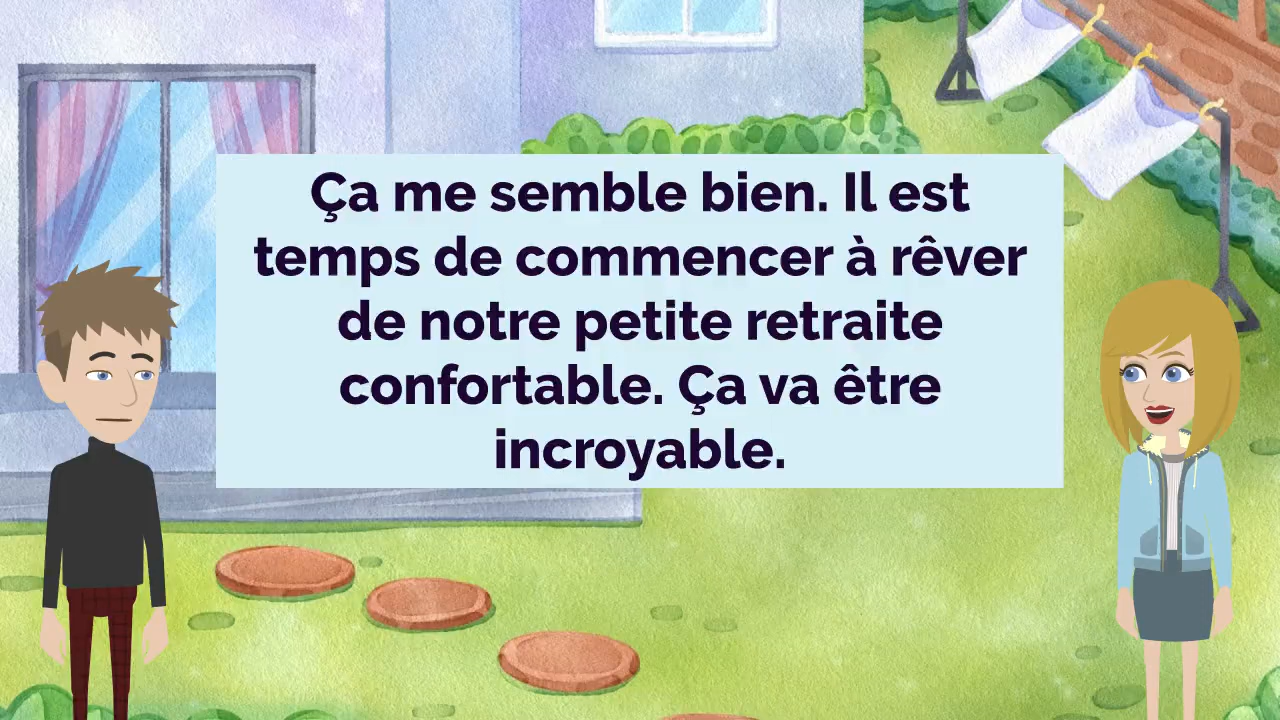 Ça me semble bien. Il est
temps de commencer à rêver
de notre petite retraite
confortable. Ça va être
incroyable.